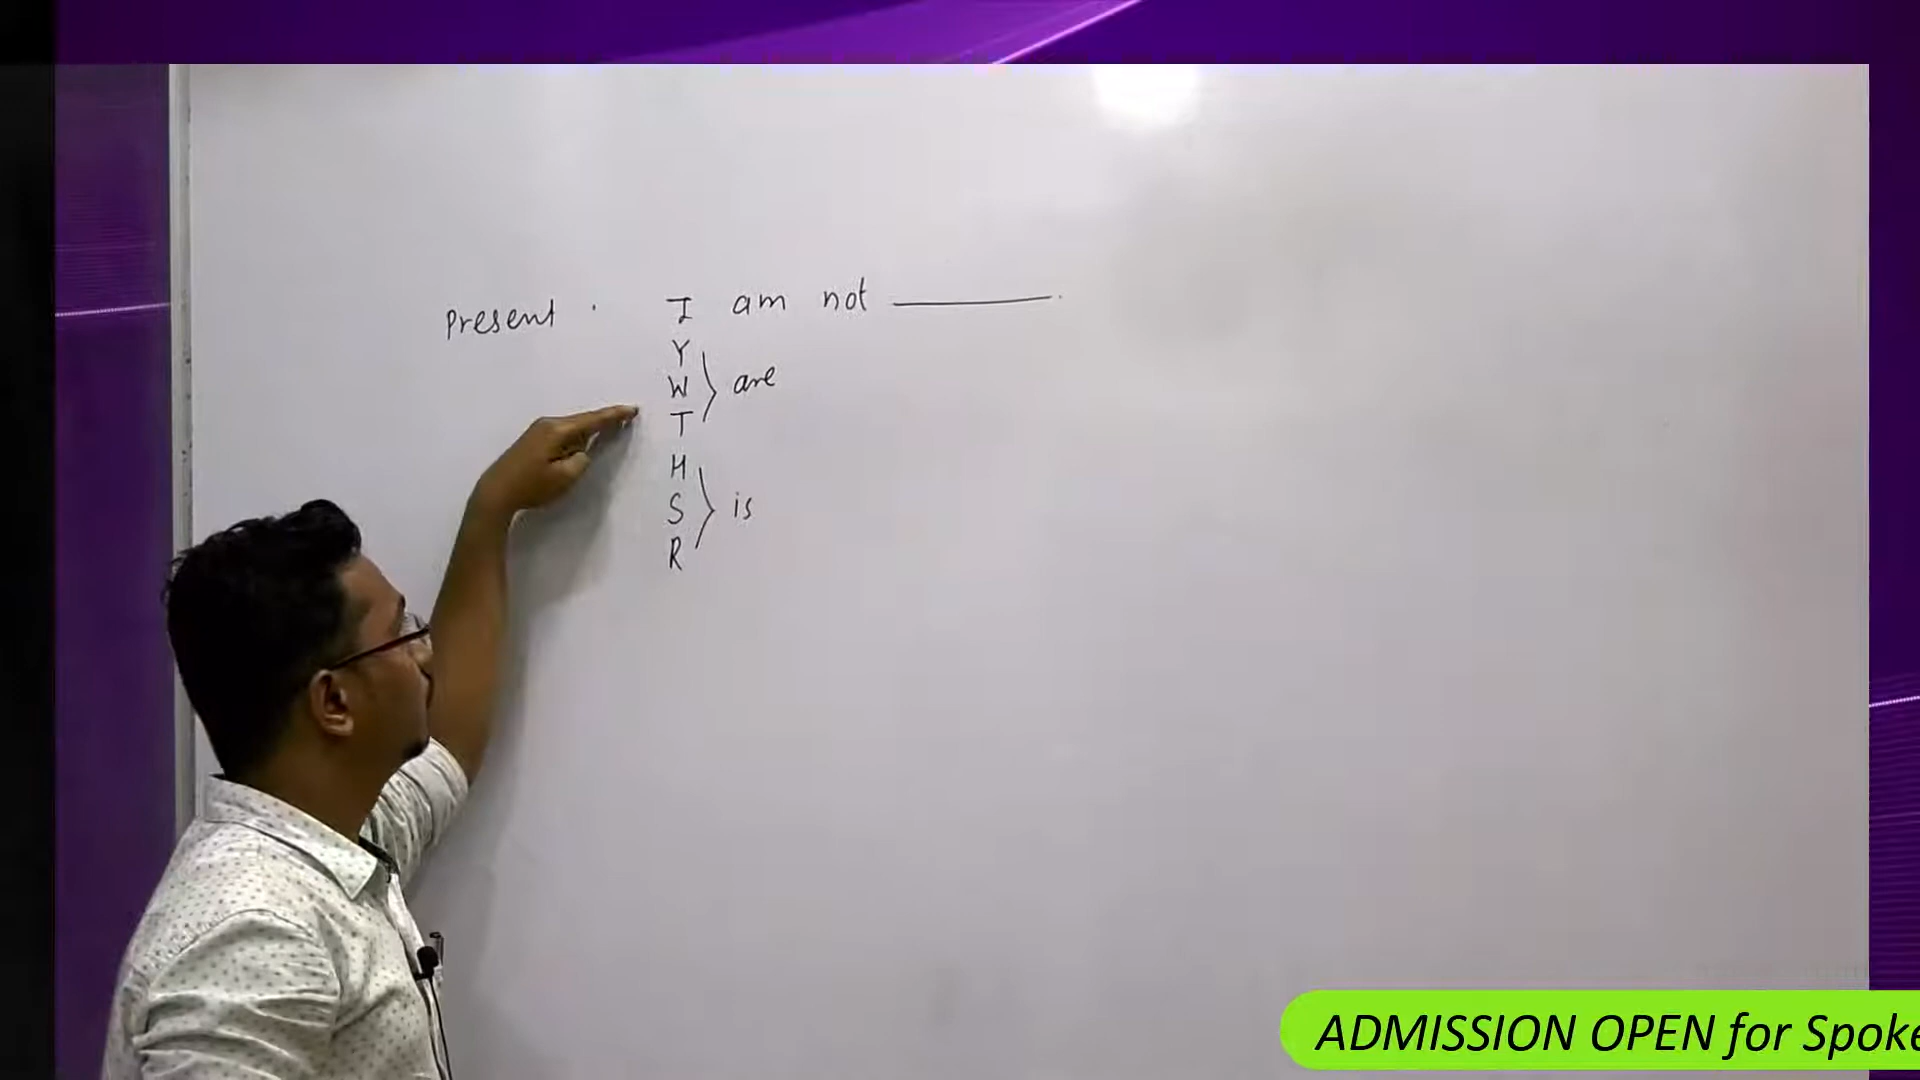 Present . I am not ______.
Y
W } are
T
H
S } is
R
ADMISSION OPEN for Spoke